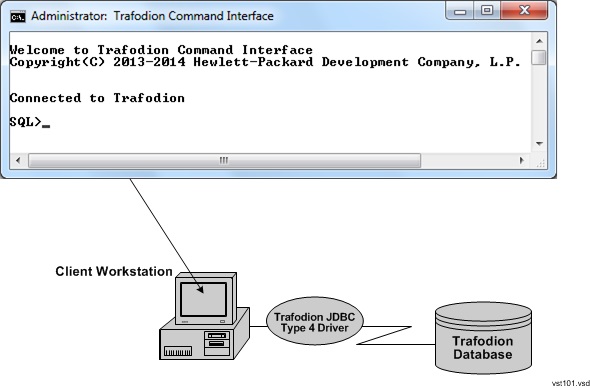 Administrator: Trafodion Command Interface
Welcome to Trafodion Command Interface
Copyright(C) 2013-2014 Hewlett-Packard Development Company, L.P.
Connected to Trafodion
SQL>_
Client Workstation
Trafodion JDBC
Type 4 Driver
Trafodion
Database
vst101.vsd